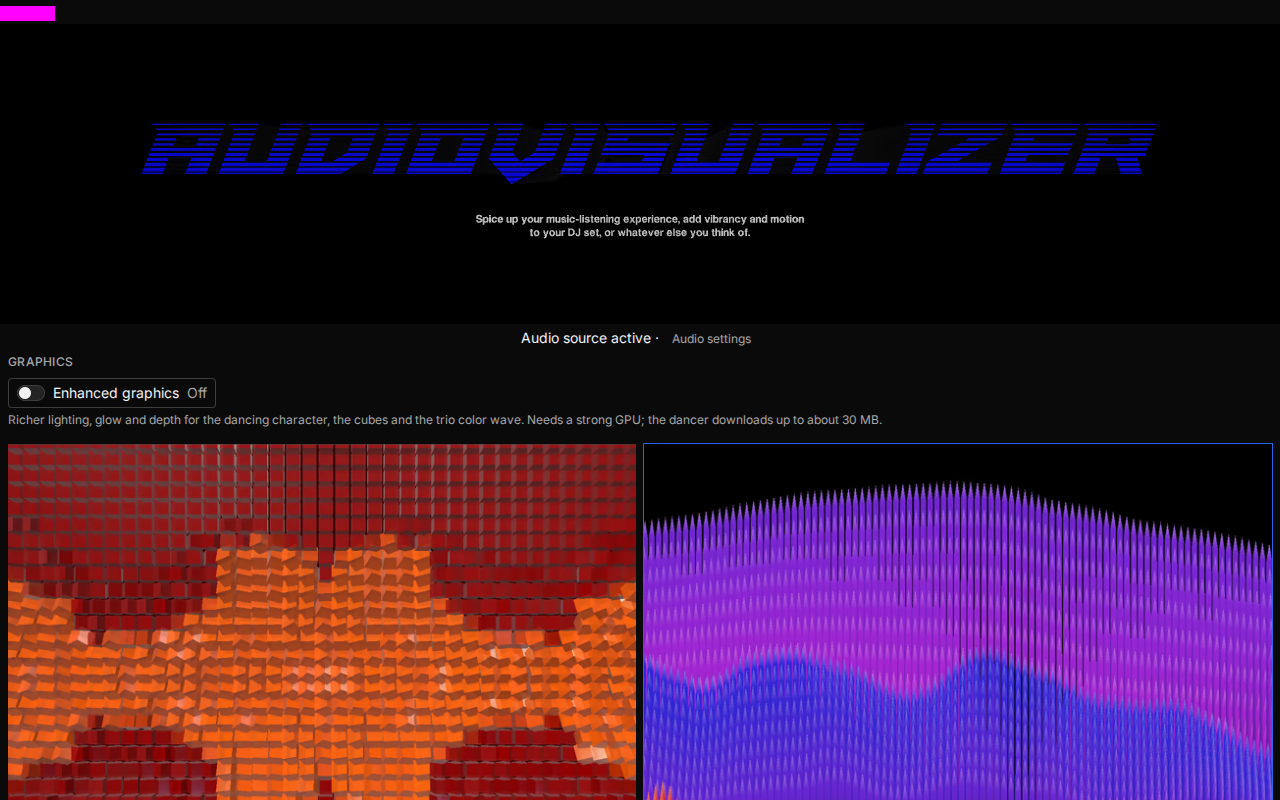 AUDIOVISUALIZER
Spice up your music-listening experience, add vibrancy and motion
to your DJ set, or whatever else you think of.
Audio source active · Audio settings
GRAPHICS
Enhanced graphics Off
Richer lighting, glow and depth for the dancing character, the cubes and the trio color wave. Needs a strong GPU; the dancer downloads up to about 30 MB.